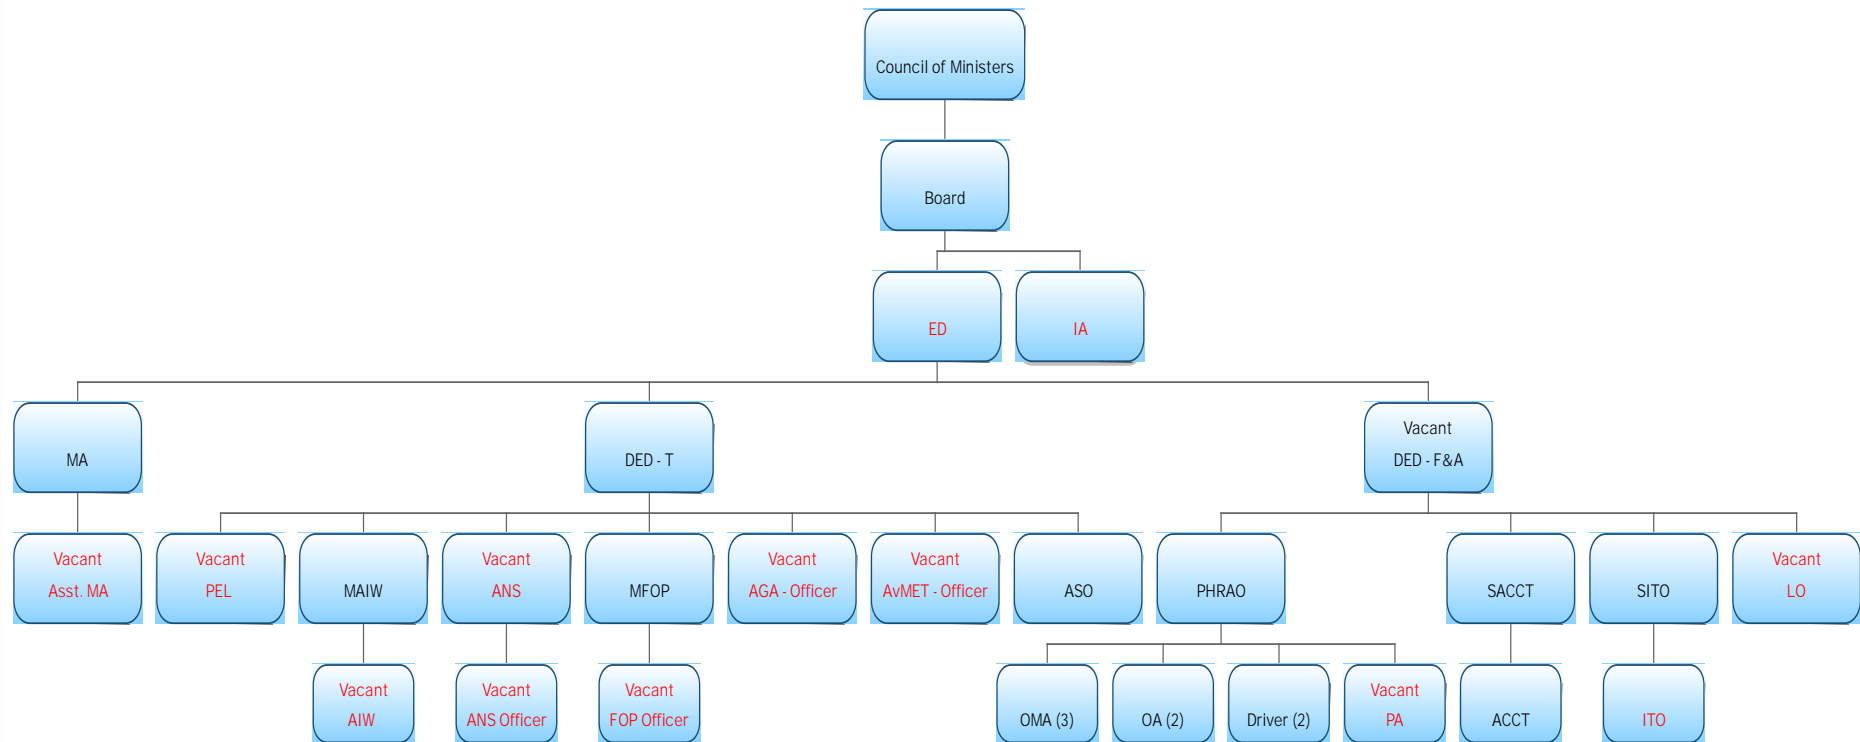 Council of Ministers
Board
ED
IA
MA
DED - T
Vacant
DED - F&A
Vacant
Asst. MA
Vacant
PEL
MAIW
Vacant
ANS
MFOP
Vacant
AGA - Officer
Vacant
AvMET - Officer
ASO
PHRAO
SACCT
SITO
Vacant
LO
Vacant
AIW
Vacant
ANS Officer
Vacant
FOP Officer
OMA (3)
OA (2)
Driver (2)
Vacant
PA
ACCT
ITO